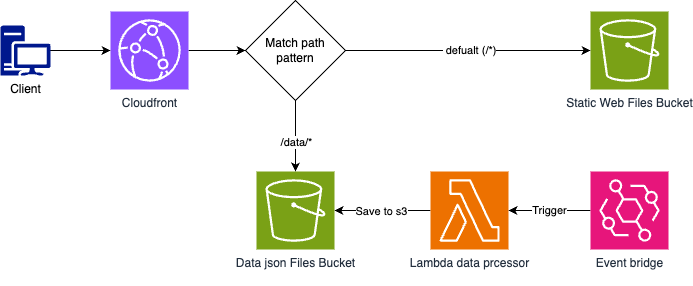 Match path
pattern
defualt (/*)
Client
Cloudfront
Static Web Files Bucket
/data/*
Save to s3
Trigger
Data json Files Bucket
Lambda data prcessor
Event bridge